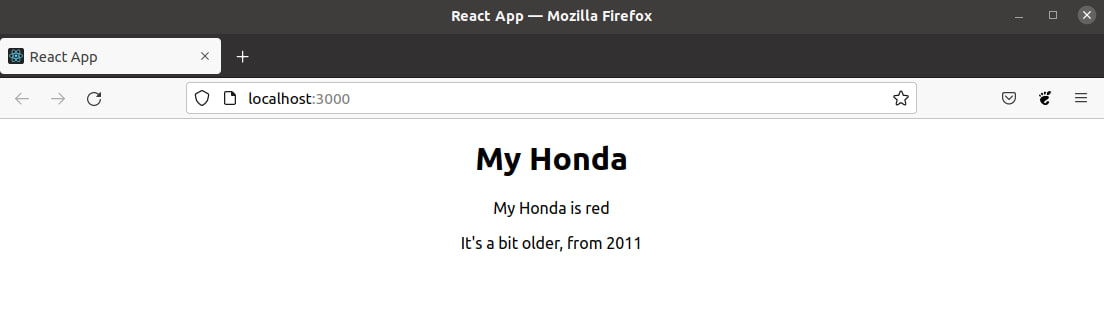 React App — Mozilla Firefox
React App
localhost:3000
My Honda
My Honda is red
It's a bit older, from 2011